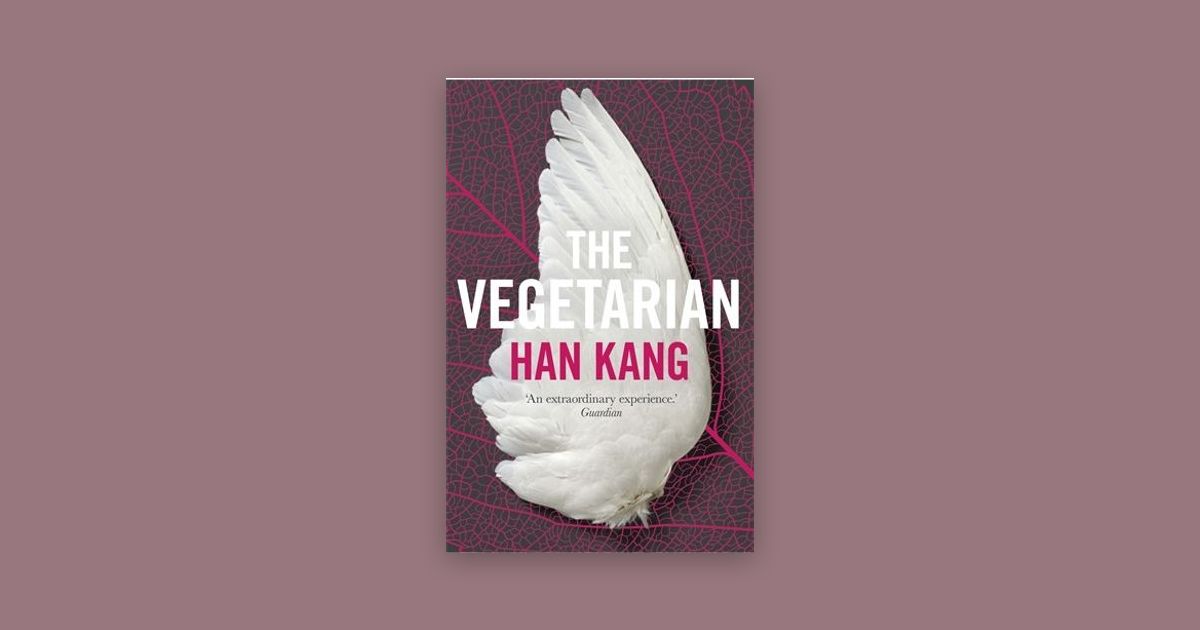 THE
VEGETARIAN
HAN KANG
‘An extraordinary experience.’
Guardian